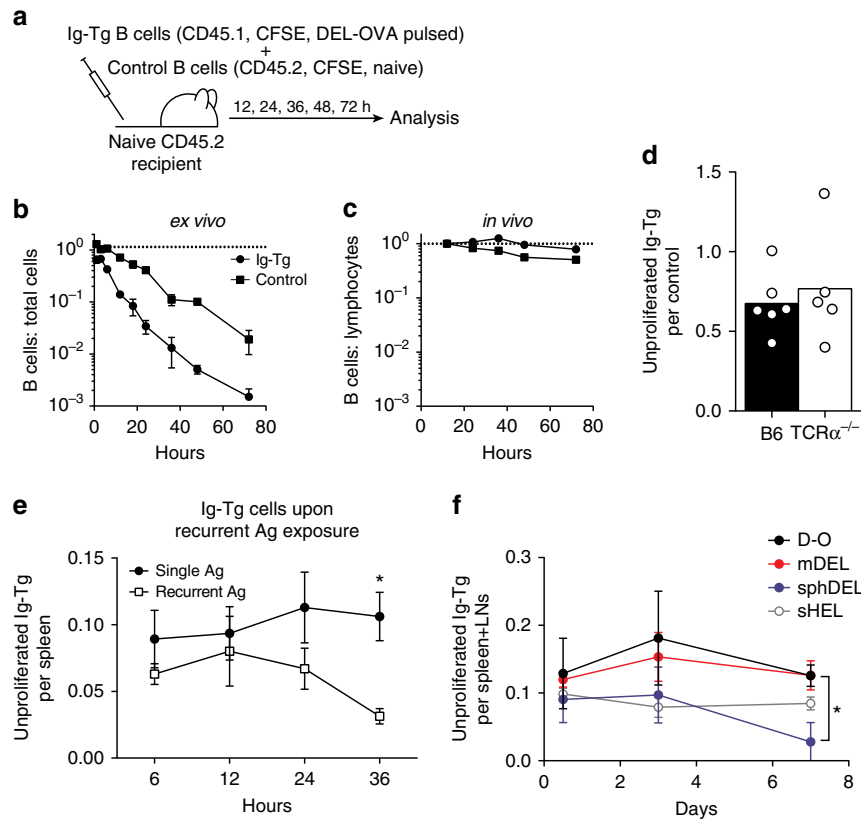 a
Ig-Tg B cells (CD45.1, CFSE, DEL-OVA pulsed)
+
Control B cells (CD45.2, CFSE, naive)
12, 24, 36, 48, 72 h
Analysis
Naive CD45.2
recipient
b
ex vivo
10⁰
10⁻¹
10⁻²
10⁻³
B cells: total cells
Ig-Tg
Control
0 20 40 60 80
Hours
c
in vivo
10⁰
10⁻¹
10⁻²
10⁻³
B cells: lymphocytes
0 20 40 60 80
Hours
d
1.5
1.0
0.5
0.0
Unproliferated Ig-Tg
per control
B6 TCRα⁻/⁻
e
Ig-Tg cells upon
recurrent Ag exposure
Single Ag
Recurrent Ag
*
0.15
0.10
0.05
0.00
Unproliferated Ig-Tg
per spleen
6 12 24 36
Hours
f
D-O
mDEL
sphDEL
sHEL
0.3
0.2
0.1
0.0
Unproliferated Ig-Tg
per spleen+LNs
*
0 2 4 6 8
Days